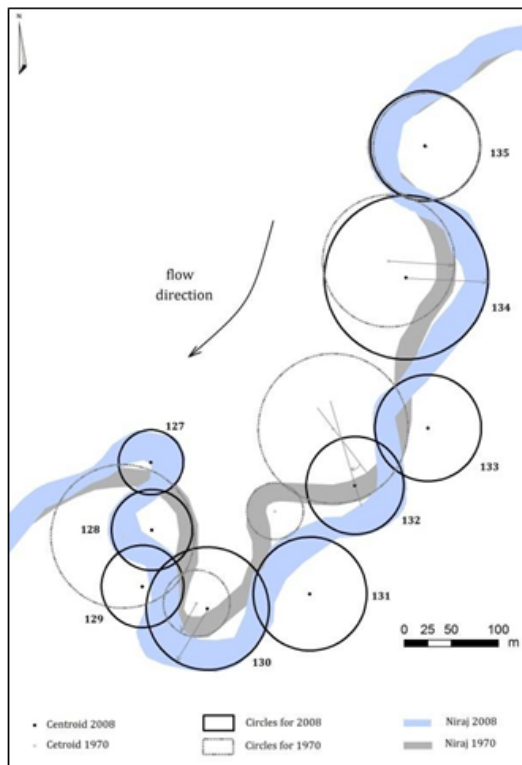 N
135
flow
direction
134
127
133
128
132
129
131
130
0 25 50 100
m
Centroid 2008
Circles for 2008
Niraj 2008
Cetroid 1970
Circles for 1970
Niraj 1970